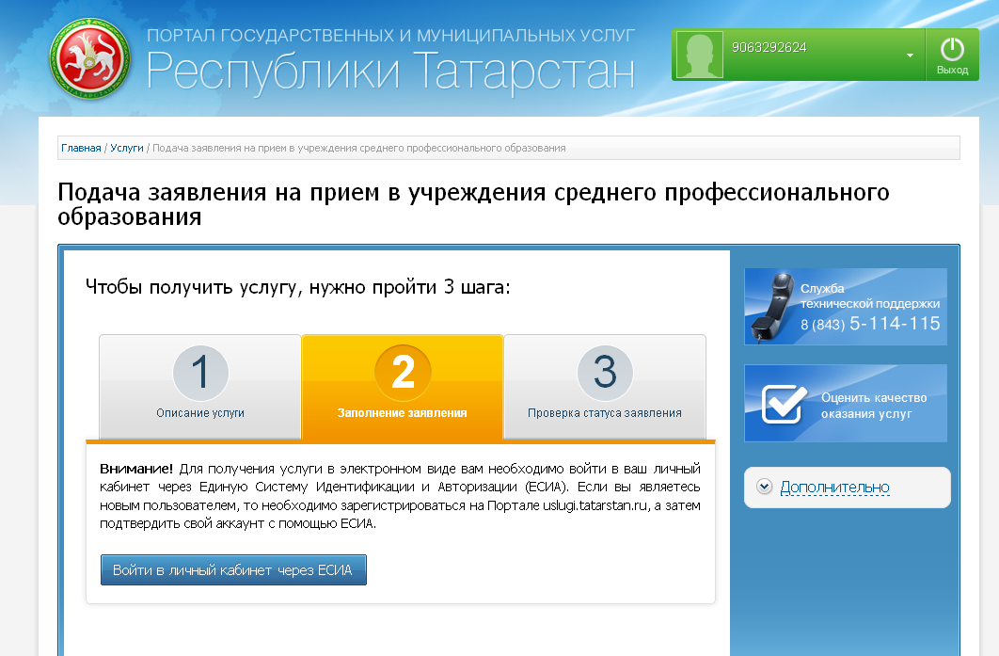 ПОРТАЛ ГОСУДАРСТВЕННЫХ И МУНИЦИПАЛЬНЫХ УСЛУГ
Республики Татарстан
9063292624
Выход
Главная / Услуги / Подача заявления на прием в учреждения среднего профессионального образования
Подача заявления на прием в учреждения среднего профессионального
образования
Чтобы получить услугу, нужно пройти 3 шага:
1
Описание услуги
2
Заполнение заявления
3
Проверка статуса заявления
Внимание! Для получения услуги в электронном виде вам необходимо войти в ваш личный
кабинет через Единую Систему Идентификации и Авторизации (ЕСИА). Если вы являетесь
новым пользователем, то необходимо зарегистрироваться на Портале uslugi.tatarstan.ru, а затем
подтвердить свой аккаунт с помощью ЕСИА.
Войти в личный кабинет через ЕСИА
Служба
технической поддержки
8 (843) 5-114-115
Оценить качество
оказания услуг
Дополнительно